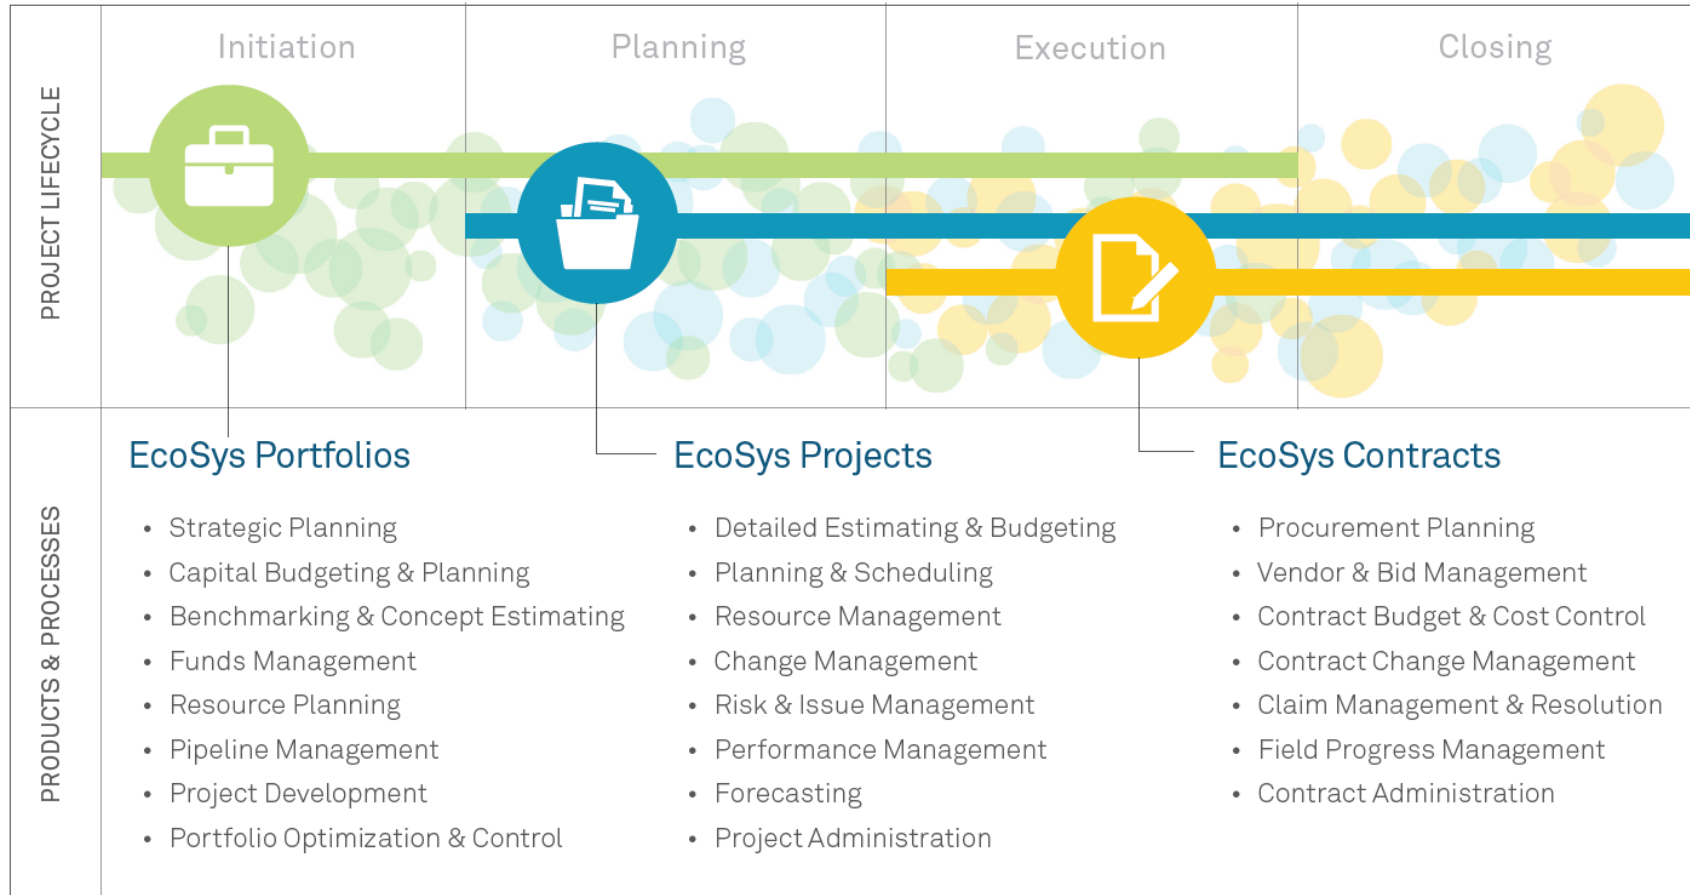 Initiation
Planning
Execution
Closing
PROJECT LIFECYCLE
PRODUCTS & PROCESSES
EcoSys Portfolios
• Strategic Planning
• Capital Budgeting & Planning
• Benchmarking & Concept Estimating
• Funds Management
• Resource Planning
• Pipeline Management
• Project Development
• Portfolio Optimization & Control
EcoSys Projects
• Detailed Estimating & Budgeting
• Planning & Scheduling
• Resource Management
• Change Management
• Risk & Issue Management
• Performance Management
• Forecasting
• Project Administration
EcoSys Contracts
• Procurement Planning
• Vendor & Bid Management
• Contract Budget & Cost Control
• Contract Change Management
• Claim Management & Resolution
• Field Progress Management
• Contract Administration